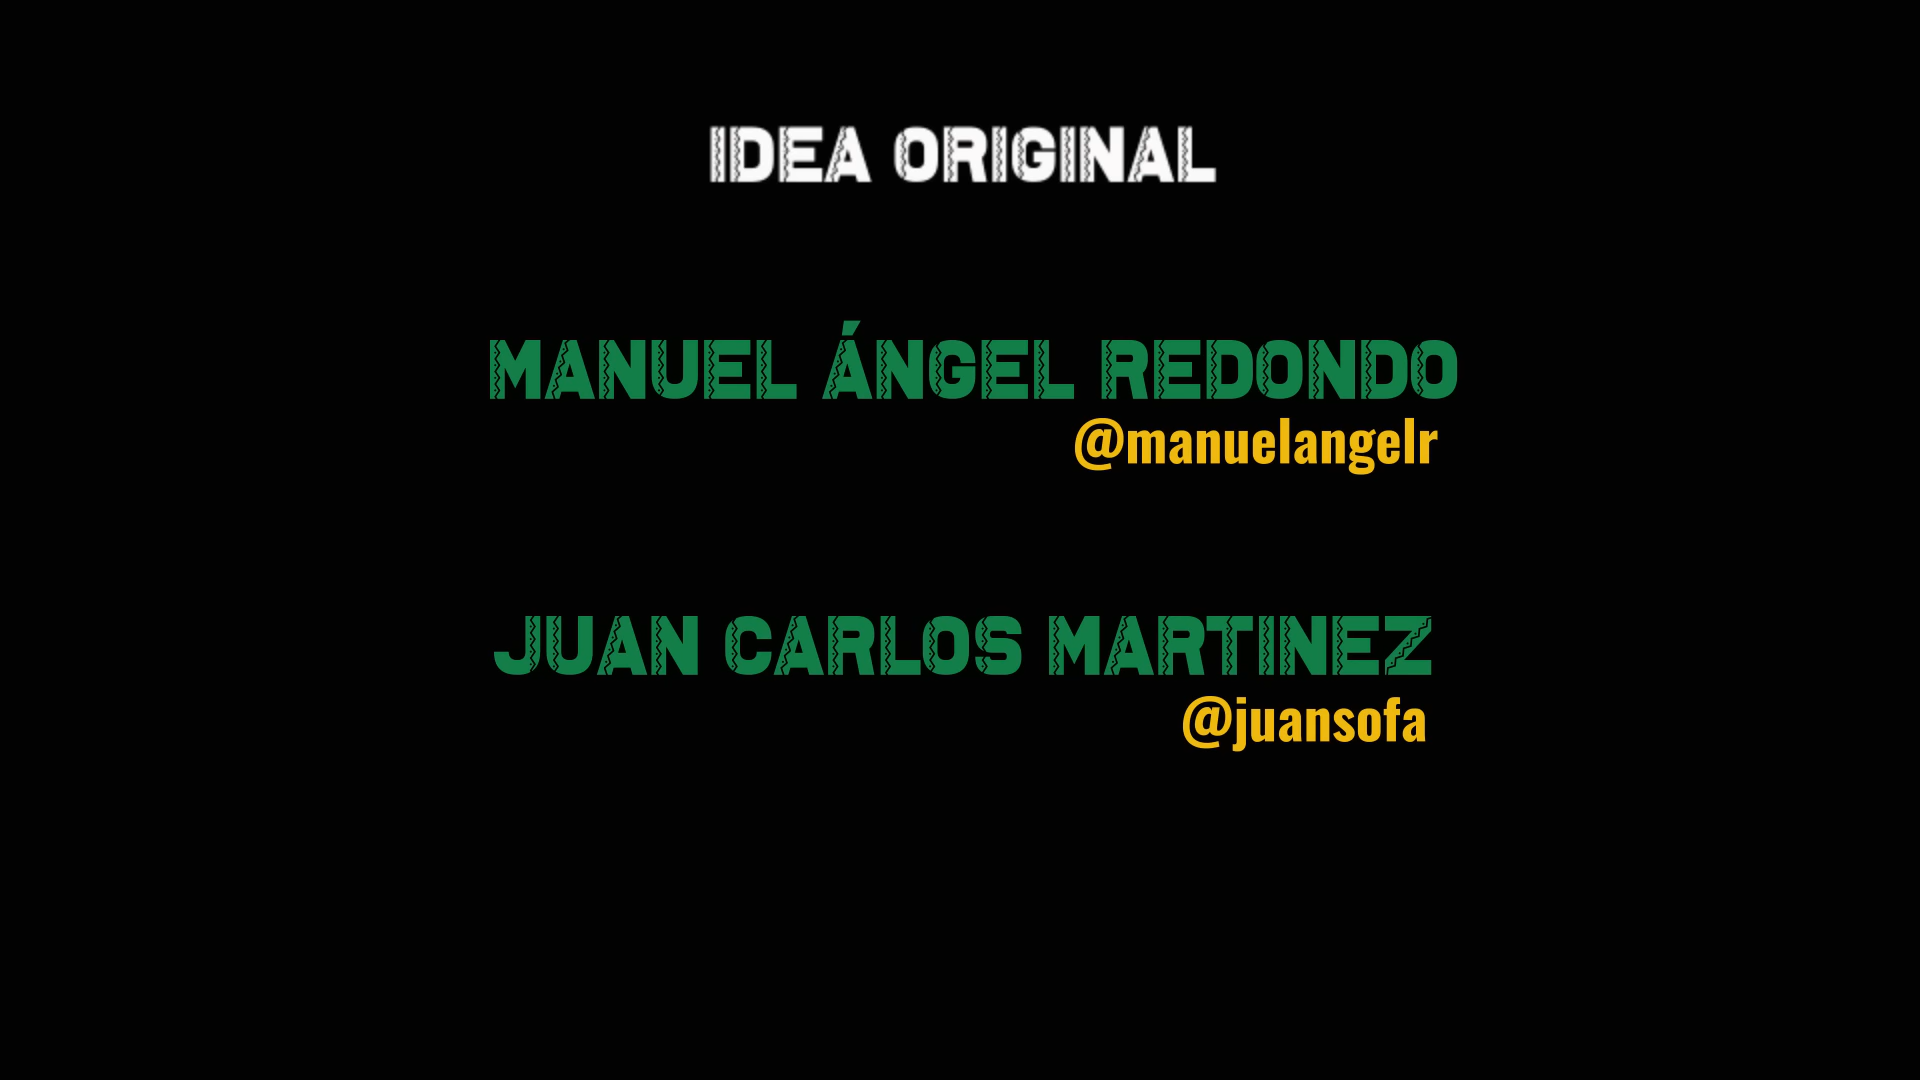 IDEA ORIGINAL
MANUEL ÁNGEL REDONDO
@manuelangelr
JUAN CARLOS MARTINEZ
@juansofa